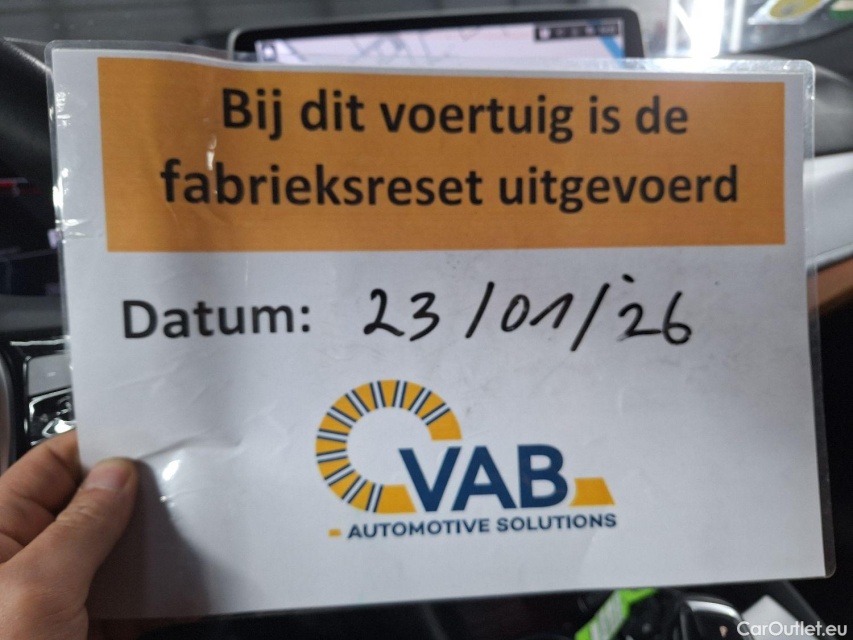 Bij dit voertuig is de
fabrieksreset uitgevoerd
Datum: 23/01/26
VAB
AUTOMOTIVE SOLUTIONS
CarOutlet.eu